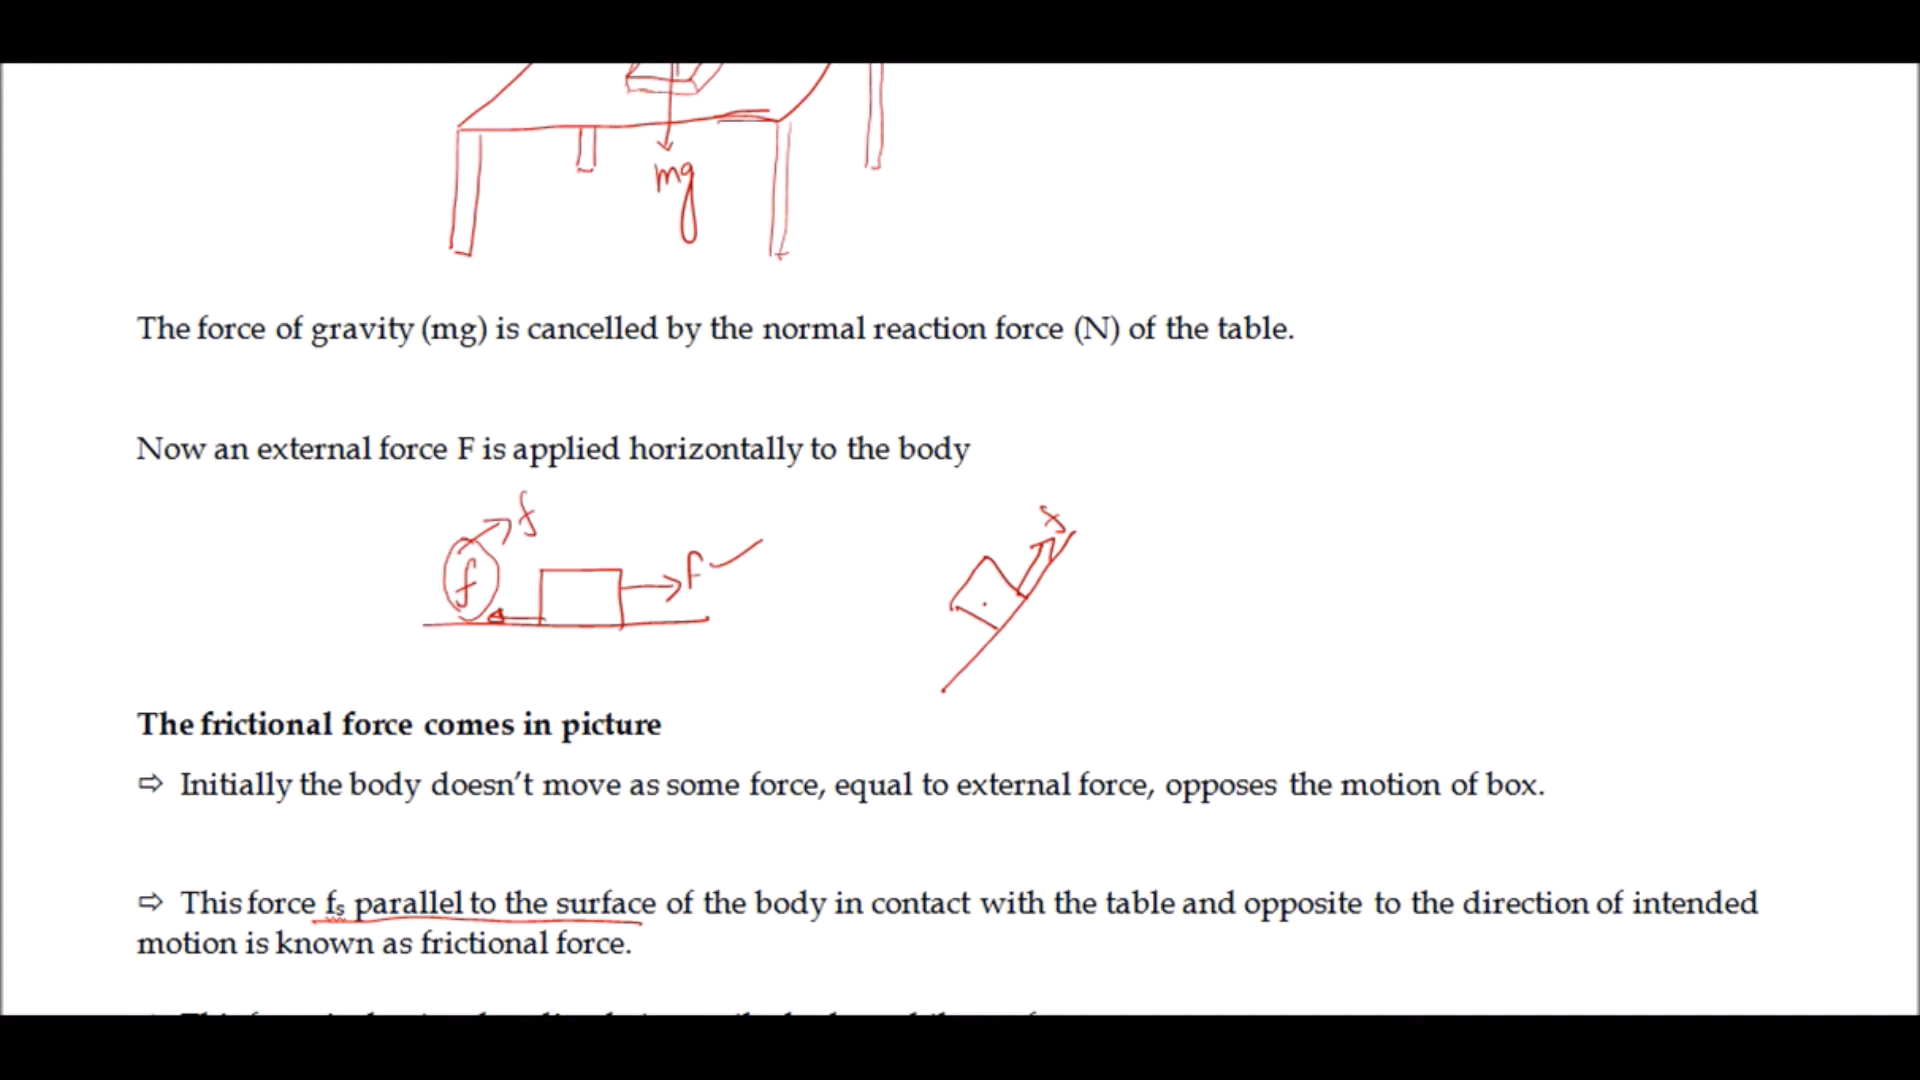 mg
The force of gravity (mg) is cancelled by the normal reaction force (N) of the table.
Now an external force F is applied horizontally to the body
f
f
F
f
The frictional force comes in picture
⇨ Initially the body doesn’t move as some force, equal to external force, opposes the motion of box.
⇨ This force fs parallel to the surface of the body in contact with the table and opposite to the direction of intended
motion is known as frictional force.